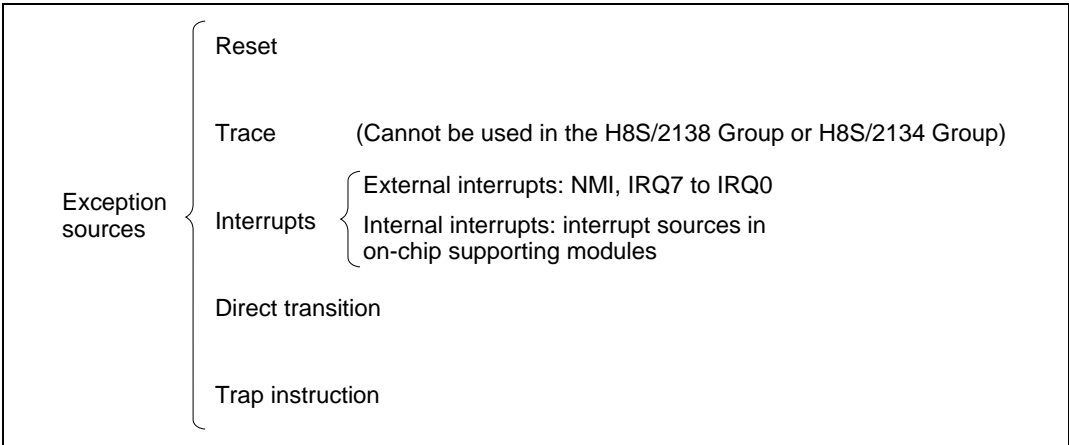 Exception
sources
Reset
Trace (Cannot be used in the H8S/2138 Group or H8S/2134 Group)
Interrupts
External interrupts: NMI, IRQ7 to IRQ0
Internal interrupts: interrupt sources in
on-chip supporting modules
Direct transition
Trap instruction